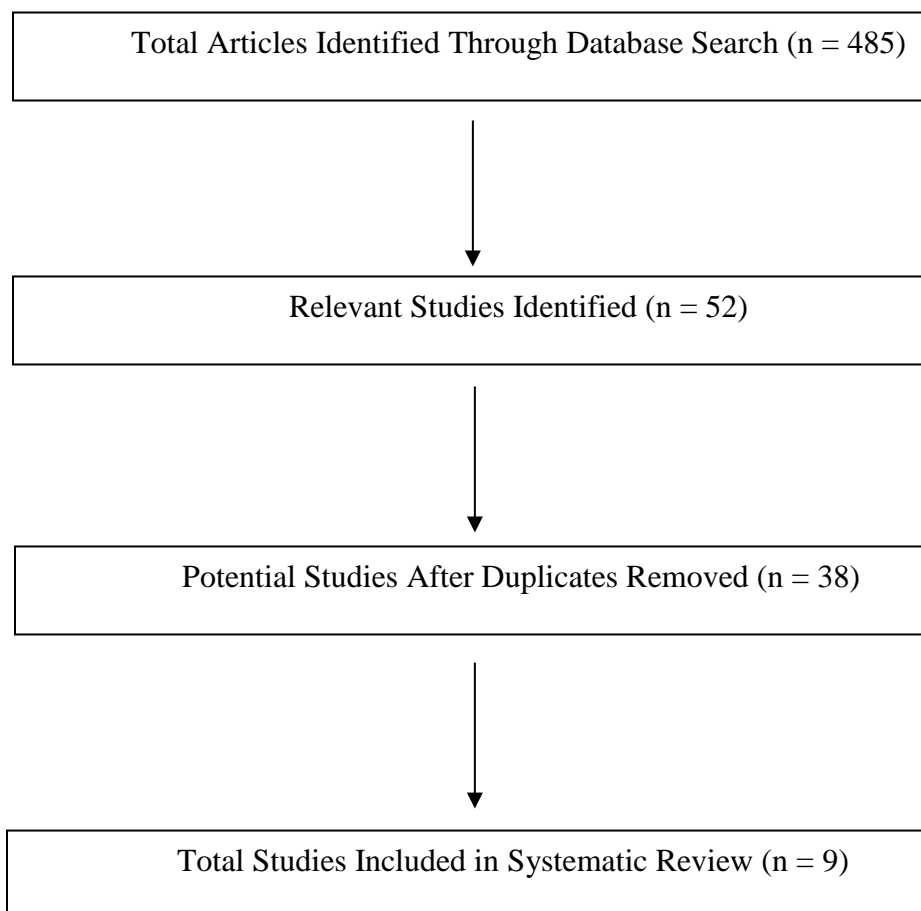 Total Articles Identified Through Database Search (n = 485)
Relevant Studies Identified (n = 52)
Potential Studies After Duplicates Removed (n = 38)
Total Studies Included in Systematic Review (n = 9)